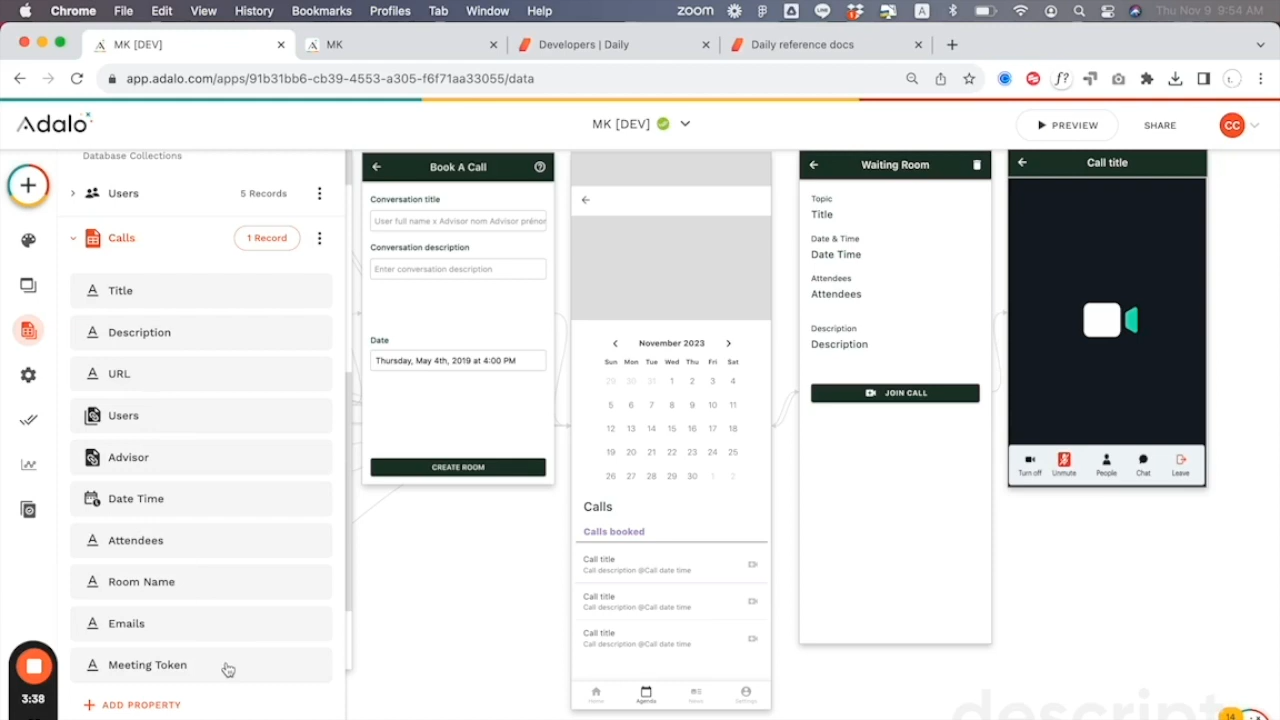 Chrome File Edit View History Bookmarks Profiles Tab Window Help zoom A Thu Nov 9 9:54 AM
MK [DEV] MK Developers | Daily Daily reference docs
app.adalo.com/apps/91b31bb6-cb39-4553-a305-f6f71aa33055/data f? t.
Adalo MK [DEV] PREVIEW SHARE CC
Database Collections
Users 5 Records
Calls 1 Record
Title
Description
URL
Users
Advisor
Date Time
Attendees
Room Name
Emails
Meeting Token
ADD PROPERTY
3:38
Book A Call
Conversation title
User full name x Advisor nom Advisor prénor
Conversation description
Enter conversation description
Date
Thursday, May 4th, 2019 at 4:00 PM
CREATE ROOM
November 2023
Sun Mon Tue Wed Thu Fri Sat
29 30 31 1 2 3 4
5 6 7 8 9 10 11
12 13 14 15 16 17 18
19 20 21 22 23 24 25
26 27 28 29 30 1 2
Calls
Calls booked
Call title
Call description @Call date time
Call title
Call description @Call date time
Call title
Call description @Call date time
Home Agenda News Settings
Waiting Room
Topic
Title
Date & Time
Date Time
Attendees
Attendees
Description
Description
JOIN CALL
Call title
Turn off Unmute People Chat Leave
descript
14